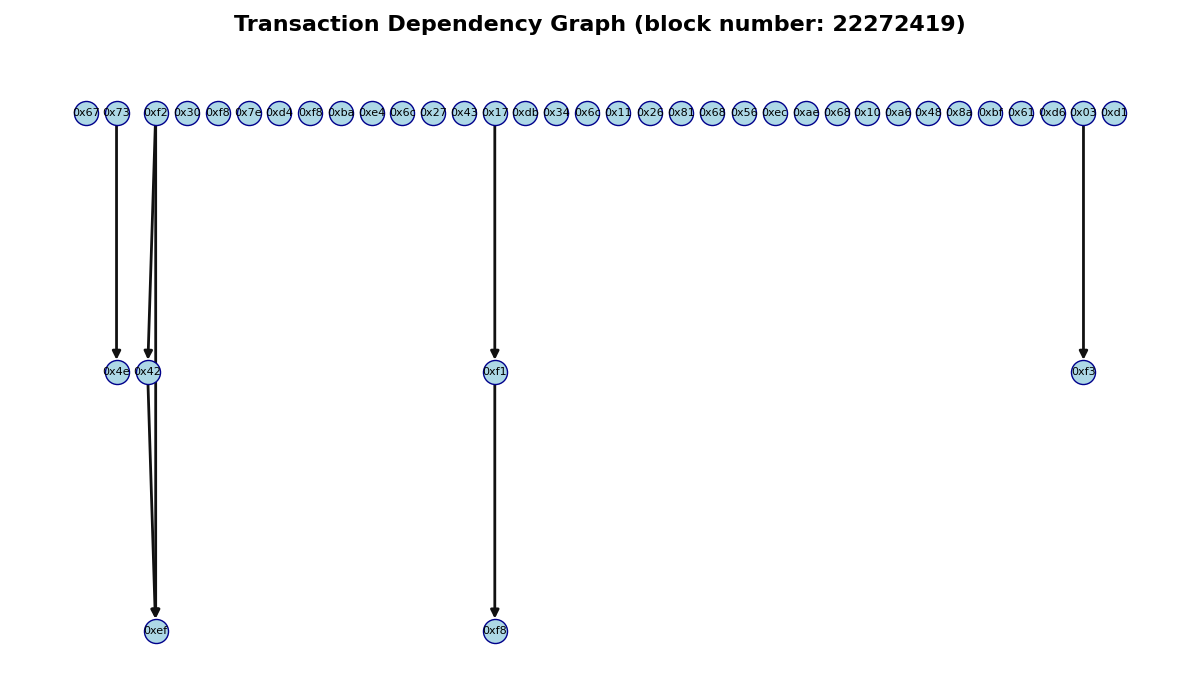 Transaction Dependency Graph (block number: 22272419)
0x67 0x73 0xf2 0x30 0xf8 0x7e 0xd4 0xf8 0xba 0xe4 0x6c 0x27 0x43 0x17 0xdb 0x34 0x6c 0x11 0x26 0x81 0x68 0x56 0xec 0xae 0x68 0x10 0xa6 0x48 0x8a 0xbf 0x61 0xd6 0x03 0xd1
0x4e 0x42 0xf1 0xf3
0xef 0xf8